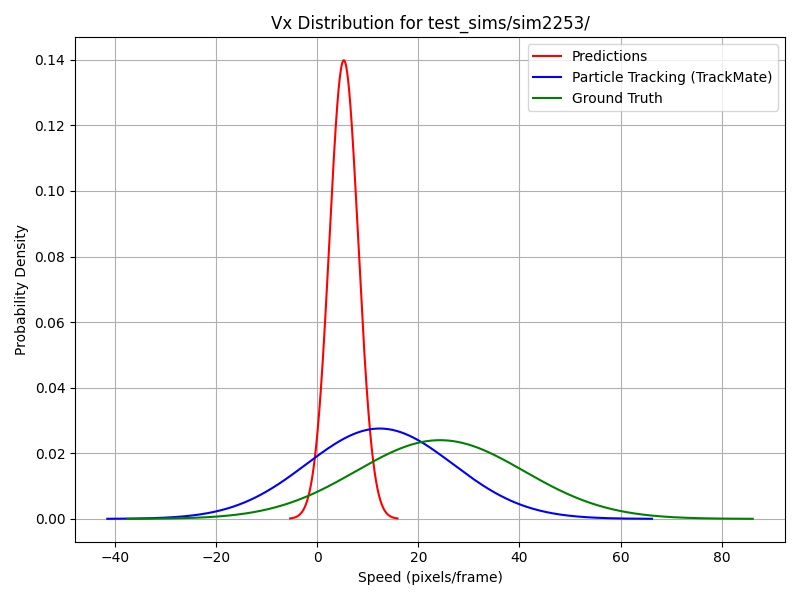 Vx Distribution for test_sims/sim2253/
Predictions
Particle Tracking (TrackMate)
Ground Truth
Probability Density
0.14
0.12
0.10
0.08
0.06
0.04
0.02
0.00
−40 −20 0 20 40 60 80
Speed (pixels/frame)